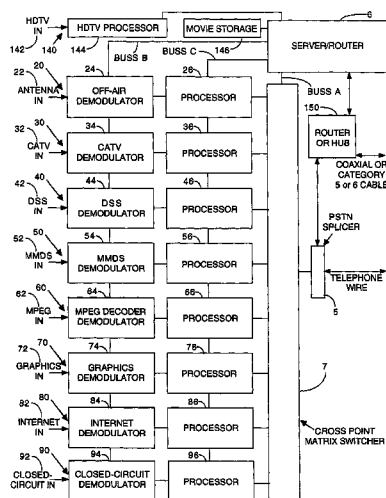 HDTV IN
142
140
HDTV PROCESSOR
144
MOVIE STORAGE
146
6
SERVER/ROUTER
BUSS B
BUSS C
BUSS A
22
ANTENNA IN
20
24
OFF-AIR DEMODULATOR
26
PROCESSOR
32
CATV IN
30
34
CATV DEMODULATOR
36
PROCESSOR
150
ROUTER OR HUB
COAXIAL OR CATEGORY 5 or 6 CABLE
42
DSS IN
40
44
DSS DEMODULATOR
46
PROCESSOR
PSTN SPLICER
52
MMDS IN
50
54
MMDS DEMODULATOR
56
PROCESSOR
TELEPHONE WIRE
5
62
MPEG IN
60
64
MPEG DECODER DEMODULATOR
66
PROCESSOR
72
GRAPHICS IN
70
74
GRAPHICS DEMODULATOR
76
PROCESSOR
7
82
INTERNET IN
80
84
INTERNET DEMODULATOR
86
PROCESSOR
CROSS POINT MATRIX SWITCHER
92
CLOSED-CIRCUIT IN
90
94
CLOSED-CIRCUIT DEMODULATOR
96
PROCESSOR